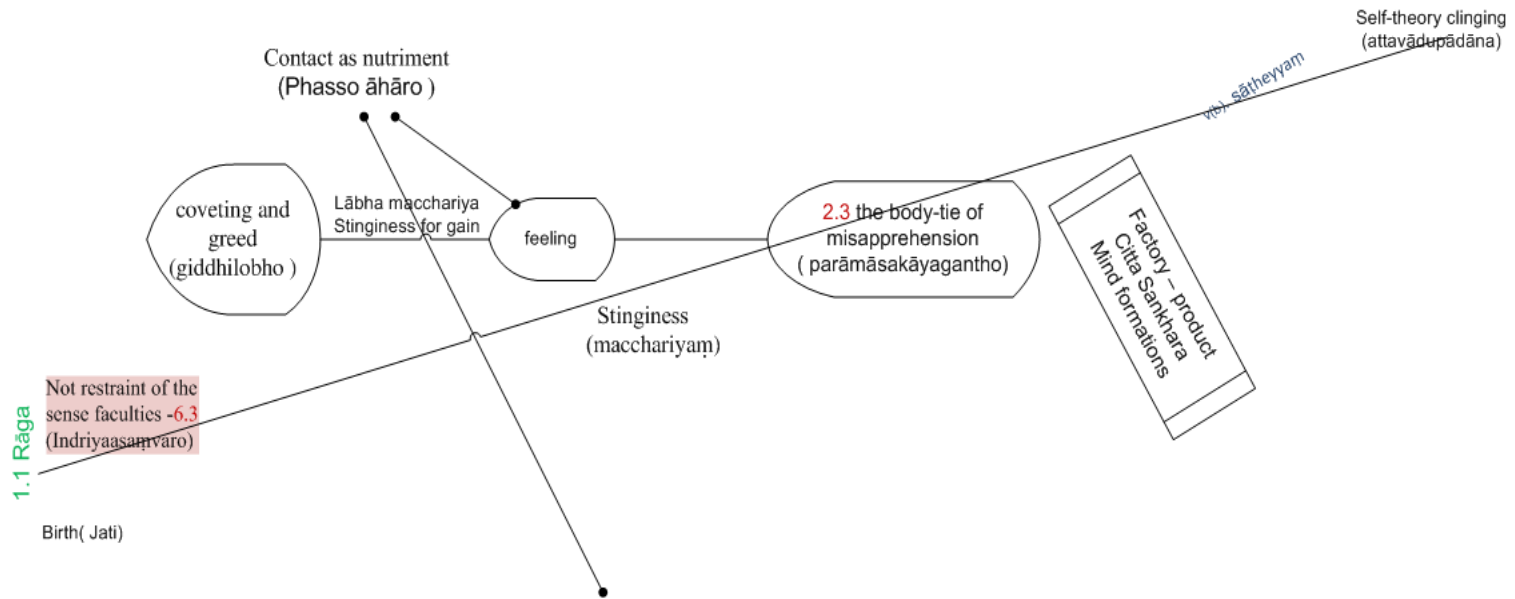 Self-theory clinging
(attavādupādāna)
Contact as nutriment
(Phasso āhāro )
v(b). sāṭheyyaṃ
coveting and
greed
(giddhilobho )
Lābha macchariya
Stinginess for gain
feeling
2.3 the body-tie of
misapprehension
( parāmāsakāyagantho)
Factory – product
Citta Sankhara
Mind formations
Stinginess
(macchariyaṃ)
Not restraint of the
sense faculties -6.3
(Indriyaasaṃvaro)
1.1 Rāga
Birth( Jati)